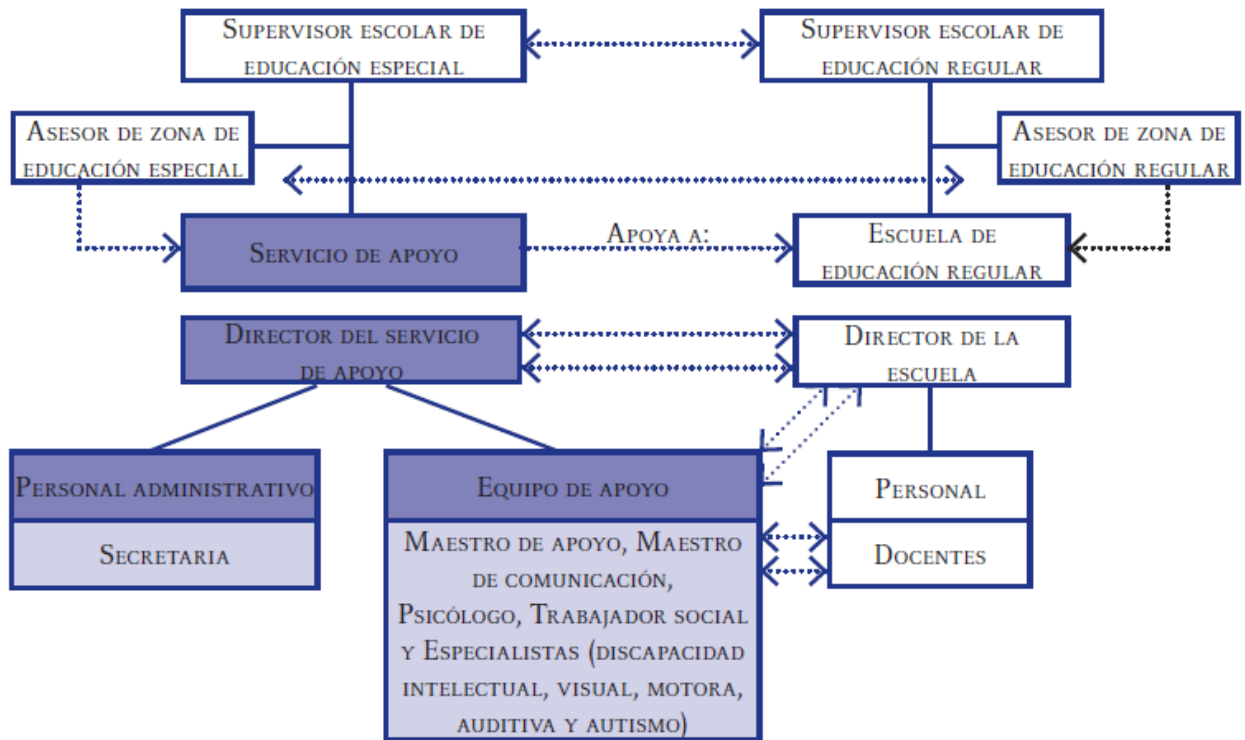 SUPERVISOR ESCOLAR DE
EDUCACIÓN ESPECIAL
SUPERVISOR ESCOLAR DE
EDUCACIÓN REGULAR
ASESOR DE ZONA DE
EDUCACIÓN ESPECIAL
ASESOR DE ZONA DE
EDUCACIÓN REGULAR
SERVICIO DE APOYO
APOYA A:
ESCUELA DE
EDUCACIÓN REGULAR
DIRECTOR DEL SERVICIO
DE APOYO
DIRECTOR DE LA
ESCUELA
PERSONAL ADMINISTRATIVO
SECRETARIA
EQUIPO DE APOYO
MAESTRO DE APOYO, MAESTRO
DE COMUNICACIÓN,
PSICÓLOGO, TRABAJADOR SOCIAL
Y ESPECIALISTAS (DISCAPACIDAD
INTELECTUAL, VISUAL, MOTORA,
AUDITIVA Y AUTISMO)
PERSONAL
DOCENTES